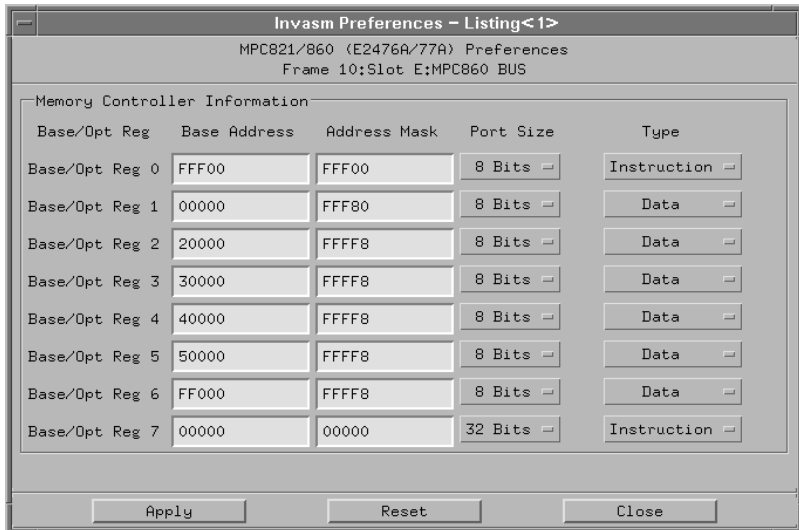 Invasm Preferences – Listing<1>
MPC821/860 (E2476A/77A) Preferences
Frame 10:Slot E:MPC860 BUS
Memory Controller Information
Base/Opt Reg Base Address Address Mask Port Size Type
Base/Opt Reg 0 FFF00 FFF00 8 Bits Instruction
Base/Opt Reg 1 00000 FFF80 8 Bits Data
Base/Opt Reg 2 20000 FFFF8 8 Bits Data
Base/Opt Reg 3 30000 FFFF8 8 Bits Data
Base/Opt Reg 4 40000 FFFF8 8 Bits Data
Base/Opt Reg 5 50000 FFFF8 8 Bits Data
Base/Opt Reg 6 FF000 FFFF8 8 Bits Data
Base/Opt Reg 7 00000 00000 32 Bits Instruction
Apply Reset Close